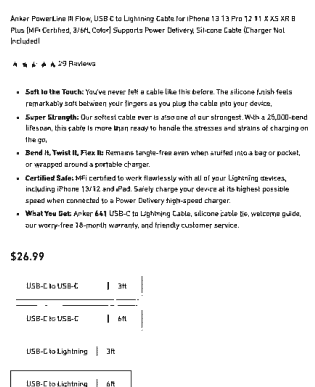 Anker PowerLine III Flow, USB C to Lightning Cable for iPhone 13 13 Pro 12 11 X XS XR 8
Plus [MFi Certified, 3/6ft, Color] Supports Power Delivery, Silicone Cable (Charger Not
Included)
29 Reviews
• Soft to the Touch: You've never felt a cable like this before. The silicone finish feels
remarkably soft between your fingers as you plug the cable into your device.
• Super Strength: Our softest cable ever is also one of our strongest. With a 25,000-bend
lifespan, this cable is more than ready to handle the stresses and strains of charging on
the go.
• Bend It, Twist It, Flex It: Remains tangle-free even when stuffed into a bag or pocket,
or wrapped around a portable charger.
• Certified Safe: MFi certified to work flawlessly with all of your Lightning devices,
including iPhone 13/12 and iPad. Safely charge your device at its highest possible
speed when connected to a Power Delivery high-speed charger.
• What You Get: Anker 641 USB-C to Lightning Cable, silicone cable tie, welcome guide,
our worry-free 18-month warranty, and friendly customer service.
$26.99
USB-C to USB-C | 3ft
USB-C to USB-C | 6ft
USB-C to Lightning | 3ft
USB-C to Lightning | 6ft